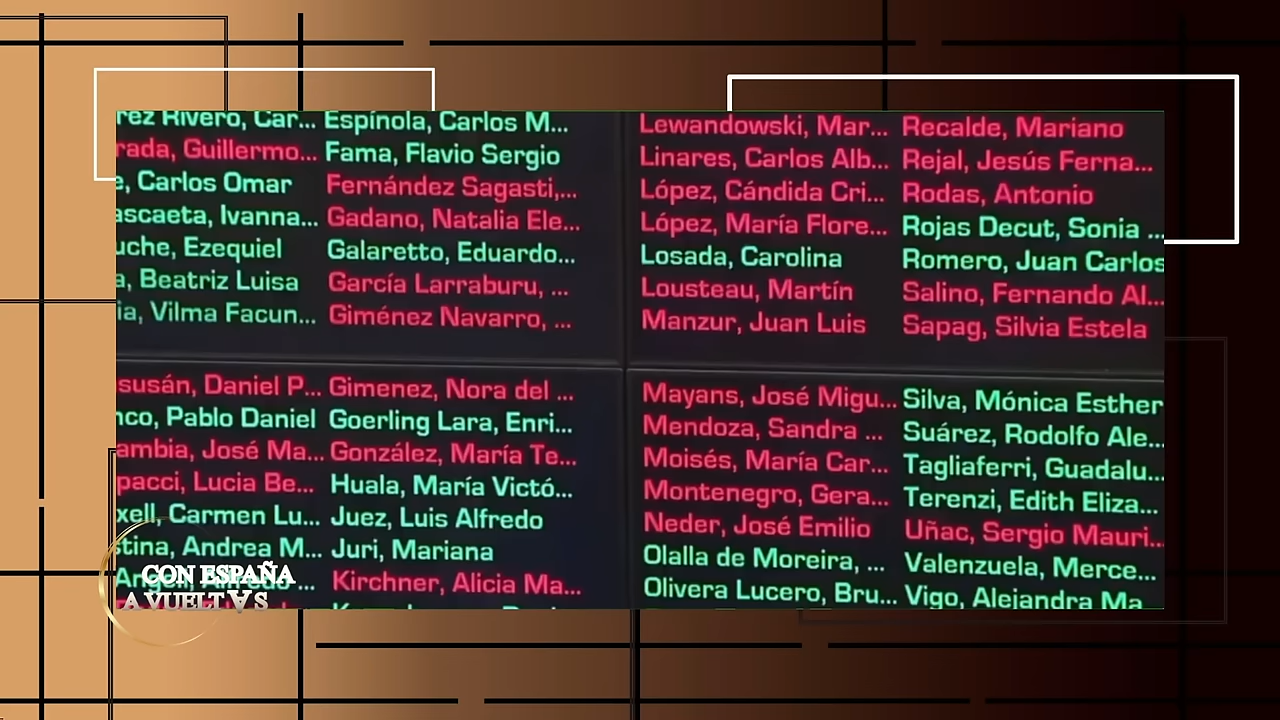 rez Rivero, Car...
rada, Guillermo...
e, Carlos Omar
ascaeta, Ivanna...
uche, Ezequiel
a, Beatriz Luisa
ia, Vilma Facun...
susán, Daniel P...
nco, Pablo Daniel
ambia, José Ma...
pacci, Lucia Be...
xell, Carmen Lu...
stina, Andrea M...
Espínola, Carlos M...
Fama, Flavio Sergio
Fernández Sagasti,...
Gadano, Natalia Ele...
Galaretto, Eduardo...
García Larraburu, ...
Giménez Navarro, ...
Gimenez, Nora del ...
Goerling Lara, Enri...
González, María Te...
Huala, María Victó...
Juez, Luis Alfredo
Juri, Mariana
Kirchner, Alicia Ma...
Lewandowski, Mar...
Linares, Carlos Alb...
López, Cándida Cri...
López, María Flore...
Losada, Carolina
Lousteau, Martín
Manzur, Juan Luis
Mayans, José Migu...
Mendoza, Sandra ...
Moisés, María Car...
Montenegro, Gera...
Neder, José Emilio
Olalla de Moreira, ...
Olivera Lucero, Bru...
Recalde, Mariano
Rejal, Jesús Ferna...
Rodas, Antonio
Rojas Decut, Sonia ...
Romero, Juan Carlos
Salino, Fernando Al...
Sapag, Silvia Estela
Silva, Mónica Esther
Suárez, Rodolfo Ale...
Tagliaferri, Guadalu...
Terenzi, Edith Eliza...
Uñac, Sergio Mauri...
Valenzuela, Merce...
Vigo, Alejandra Ma...
CON ESPAÑA
A VUELTAS